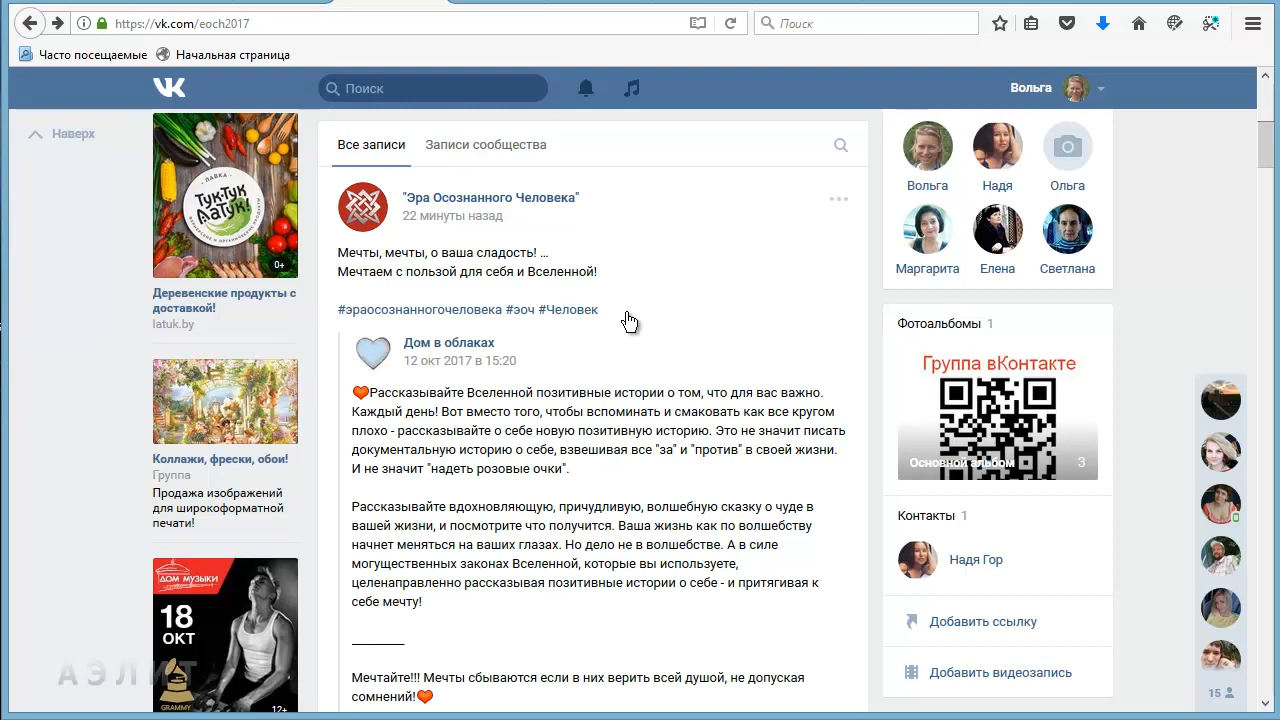 https://vk.com/eoch2017
Поиск
Часто посещаемые
Начальная страница
Поиск
Вольга
Наверх
ЛАВКА
ТУК-ТУК
ЛАТУК!
0+
Деревенские продукты с
доставкой!
latuk.by
Коллажи, фрески, обои!
Группа
Продажа изображений
для широкоформатной
печати!
ДОМ МУЗЫКИ
18
ОКТ
GRAMMY
12+
АЭЛИТ
Все записи
Записи сообщества
"Эра Осознанного Человека"
22 минуты назад
Мечты, мечты, о ваша сладость! ...
Мечтаем с пользой для себя и Вселенной!
#эраосознанногочеловека #эоч #Человек
Дом в облаках
12 окт 2017 в 15:20
Рассказывайте Вселенной позитивные истории о том, что для вас важно.
Каждый день! Вот вместо того, чтобы вспоминать и смаковать как все кругом
плохо - рассказывайте о себе новую позитивную историю. Это не значит писать
документальную историю о себе, взвешивая все "за" и "против" в своей жизни.
И не значит "надеть розовые очки".
Рассказывайте вдохновляющую, причудливую, волшебную сказку о чуде в
вашей жизни, и посмотрите что получится. Ваша жизнь как по волшебству
начнет меняться на ваших глазах. Но дело не в волшебстве. А в силе
могущественных законах Вселенной, которые вы используете,
целенаправленно рассказывая позитивные истории о себе - и притягивая к
себе мечту!
___________
Мечтайте!!! Мечты сбываются если в них верить всей душой, не допуская
сомнений!
Вольга
Надя
Ольга
Маргарита
Елена
Светлана
Фотоальбомы 1
Группа вКонтакте
Основной альбом
3
Контакты 1
Надя Гор
Добавить ссылку
Добавить видеозапись
15